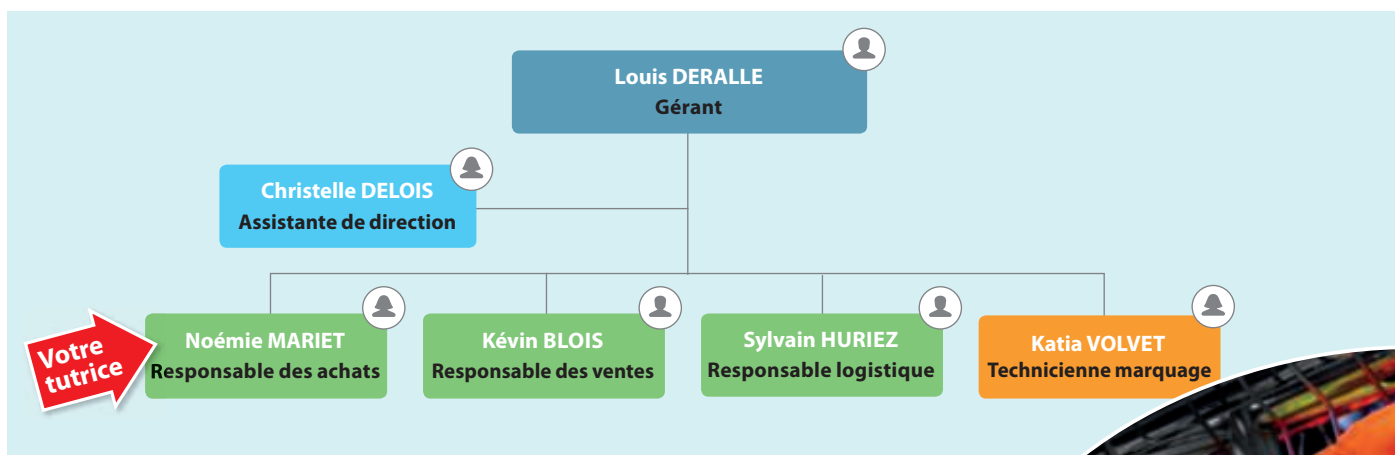 Louis DERALLE
Gérant
Christelle DELOIS
Assistante de direction
Votre
tutrice
Noémie MARIET
Responsable des achats
Kévin BLOIS
Responsable des ventes
Sylvain HURIEZ
Responsable logistique
Katia VOLVET
Technicienne marquage